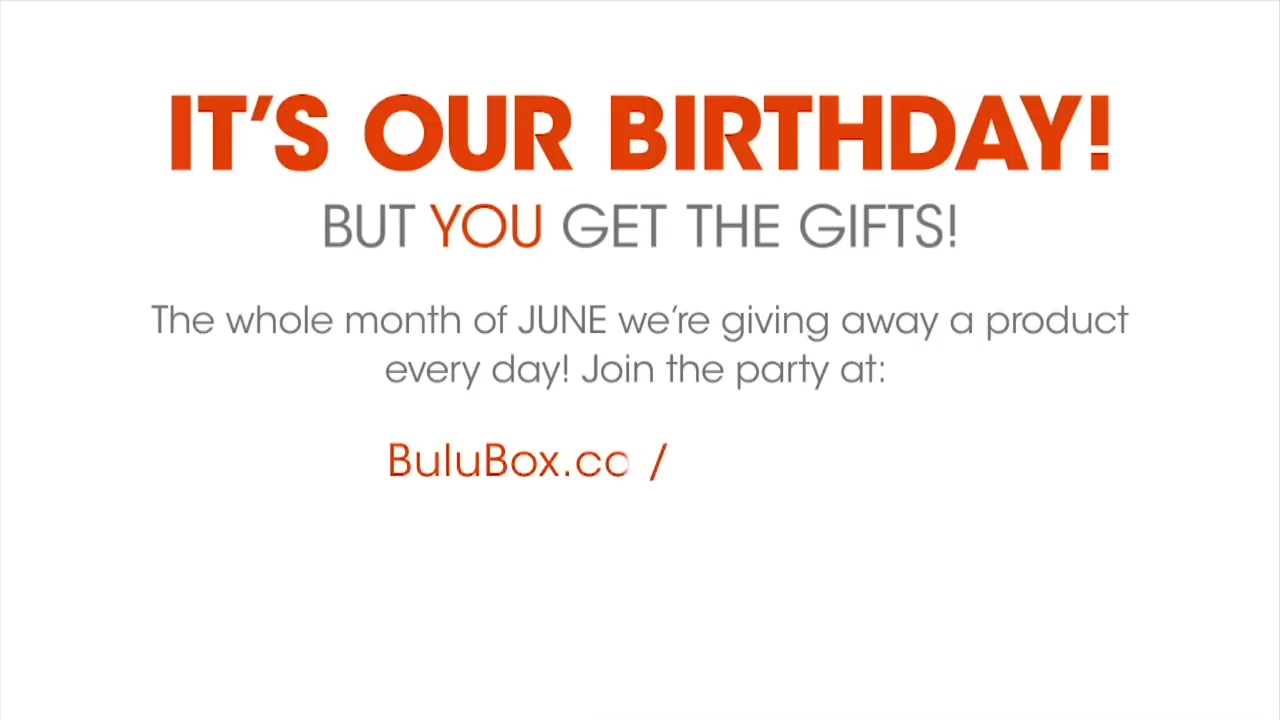 IT'S OUR BIRTHDAY!
BUT YOU GET THE GIFTS!
The whole month of JUNE we're giving away a product
every day! Join the party at:
BuluBox.co /